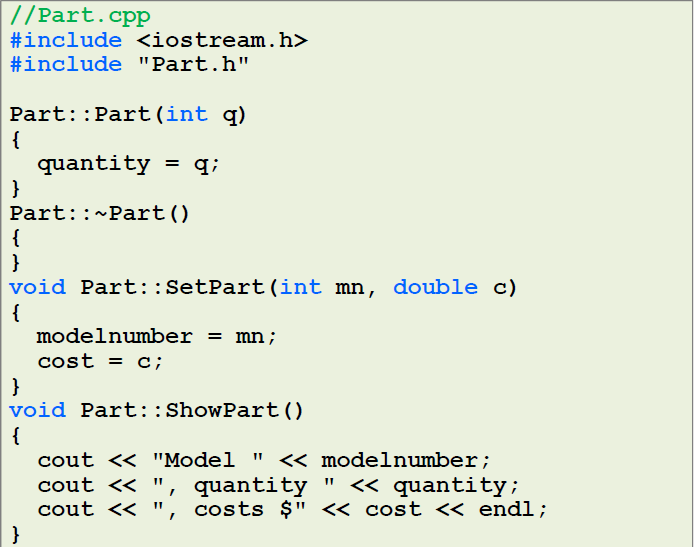 //Part.cpp
#include <iostream.h>
#include "Part.h"
Part::Part(int q)
{
  quantity = q;
}
Part::~Part()
{
}
void Part::SetPart(int mn, double c)
{
  modelnumber = mn;
  cost = c;
}
void Part::ShowPart()
{
  cout << "Model " << modelnumber;
  cout << ", quantity " << quantity;
  cout << ", costs $" << cost << endl;
}